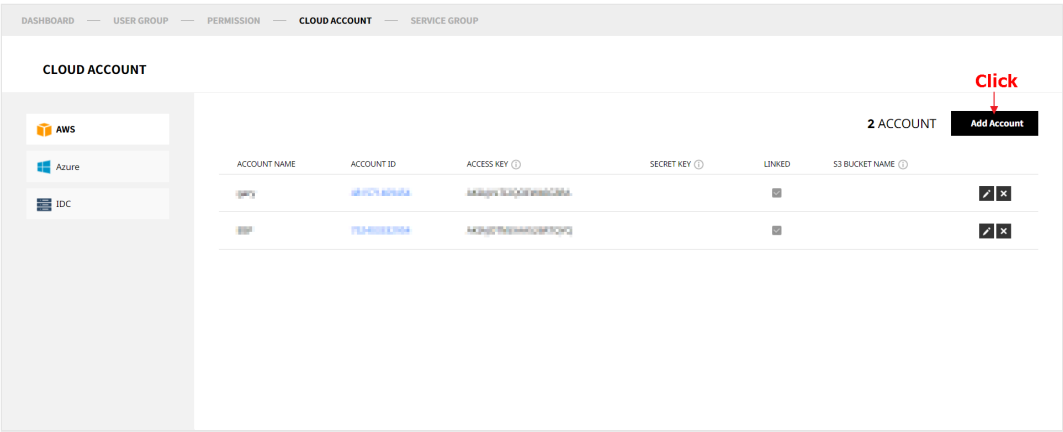 DASHBOARD — USER GROUP — PERMISSION — CLOUD ACCOUNT — SERVICE GROUP
CLOUD ACCOUNT
Click
AWS
Azure
IDC
2 ACCOUNT
Add Account
ACCOUNT NAME ACCOUNT ID ACCESS KEY SECRET KEY LINKED S3 BUCKET NAME